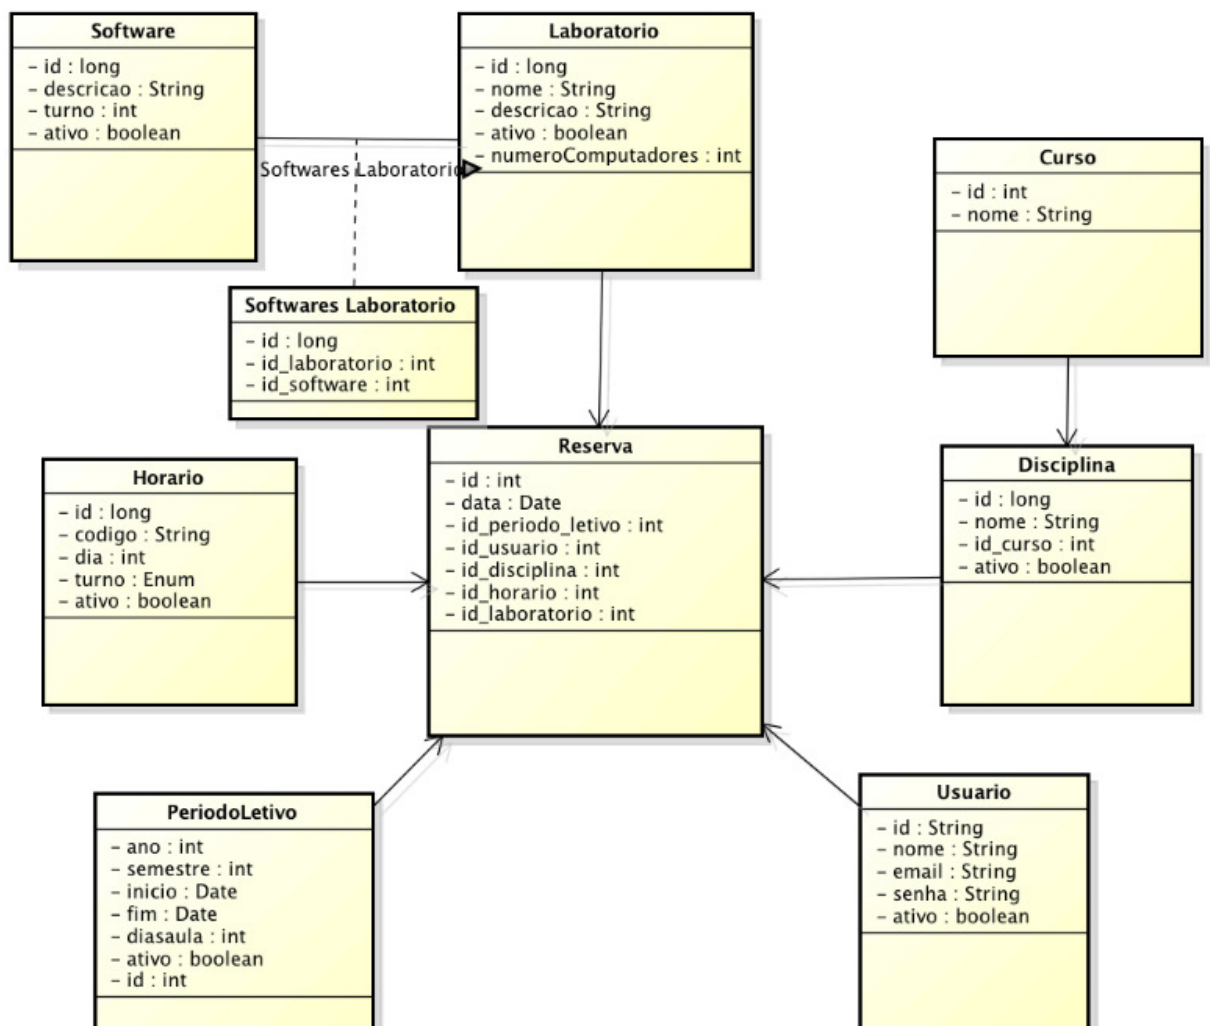 Software
- id : long
- descricao : String
- turno : int
- ativo : boolean
Laboratorio
- id : long
- nome : String
- descricao : String
- ativo : boolean
- numeroComputadores : int
Softwares Laboratorio
Curso
- id : int
- nome : String
Softwares Laboratorio
- id : long
- id_laboratorio : int
- id_software : int
Horario
- id : long
- codigo : String
- dia : int
- turno : Enum
- ativo : boolean
Reserva
- id : int
- data : Date
- id_periodo_letivo : int
- id_usuario : int
- id_disciplina : int
- id_horario : int
- id_laboratorio : int
Disciplina
- id : long
- nome : String
- id_curso : int
- ativo : boolean
PeriodoLetivo
- ano : int
- semestre : int
- inicio : Date
- fim : Date
- diasaula : int
- ativo : boolean
- id : int
Usuario
- id : String
- nome : String
- email : String
- senha : String
- ativo : boolean